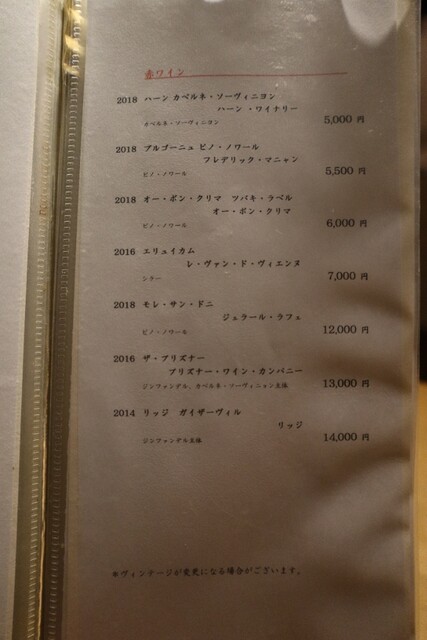 赤ワイン
2018 ハーン カベルネ・ソーヴィニヨン
ハーン・ワイナリー
カベルネ・ソーヴィニヨン
5,000 円
2018 ブルゴーニュ ピノ・ノワール
フレデリック・マニャン
ピノ・ノワール
5,500 円
2018 オー・ボン・クリマ ツバキ・ラベル
オー・ボン・クリマ
ピノ・ノワール
6,000 円
2016 エリュイカム
レ・ヴァン・ド・ヴィエンヌ
シラー
7,000 円
2018 モレ・サン・ドニ
ジェラール・ラフェ
ピノ・ノワール
12,000 円
2016 ザ・プリズナー
プリズナー・ワイン・カンパニー
ジンファンデル、カベルネ・ソーヴィニョン主体
13,000 円
2014 リッジ ガイザーヴィル
リッジ
ジンファンデル主体
14,000 円
※ヴィンテージが変更になる場合がございます。